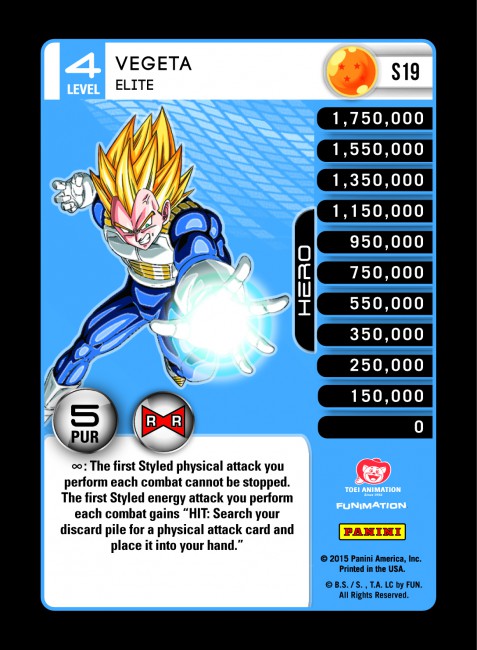 4
LEVEL
VEGETA
ELITE
S19
1,750,000
1,550,000
1,350,000
1,150,000
950,000
750,000
550,000
350,000
250,000
150,000
0
HERO
5
PUR
R R
∞: The first Styled physical attack you
perform each combat cannot be stopped.
The first Styled energy attack you perform
each combat gains “HIT: Search your
discard pile for a physical attack card and
place it into your hand.”
TOEI ANIMATION
Since 1956
FUNIMATION
PANINI
© 2015 Panini America, Inc.
Printed in the USA.
© B.S. / S. , T.A. LC by FUN.
All Rights Reserved.